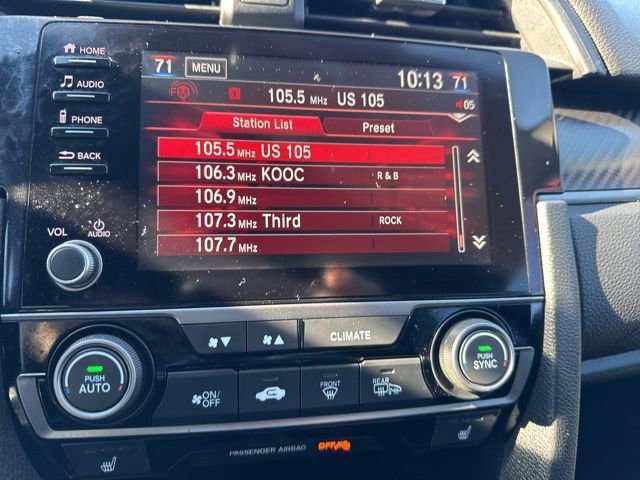 HOME
71 MENU 10:13 71
AUDIO
FM A 105.5 MHz US 105 05
Station List Preset
PHONE
105.5 MHz US 105
BACK
106.3 MHz KOOC R & B
106.9 MHz
107.3 MHz Third ROCK
107.7 MHz
VOL AUDIO
CLIMATE
PUSH AUTO
PUSH SYNC
ON/OFF
FRONT
REAR
PASSENGER AIRBAG OFF